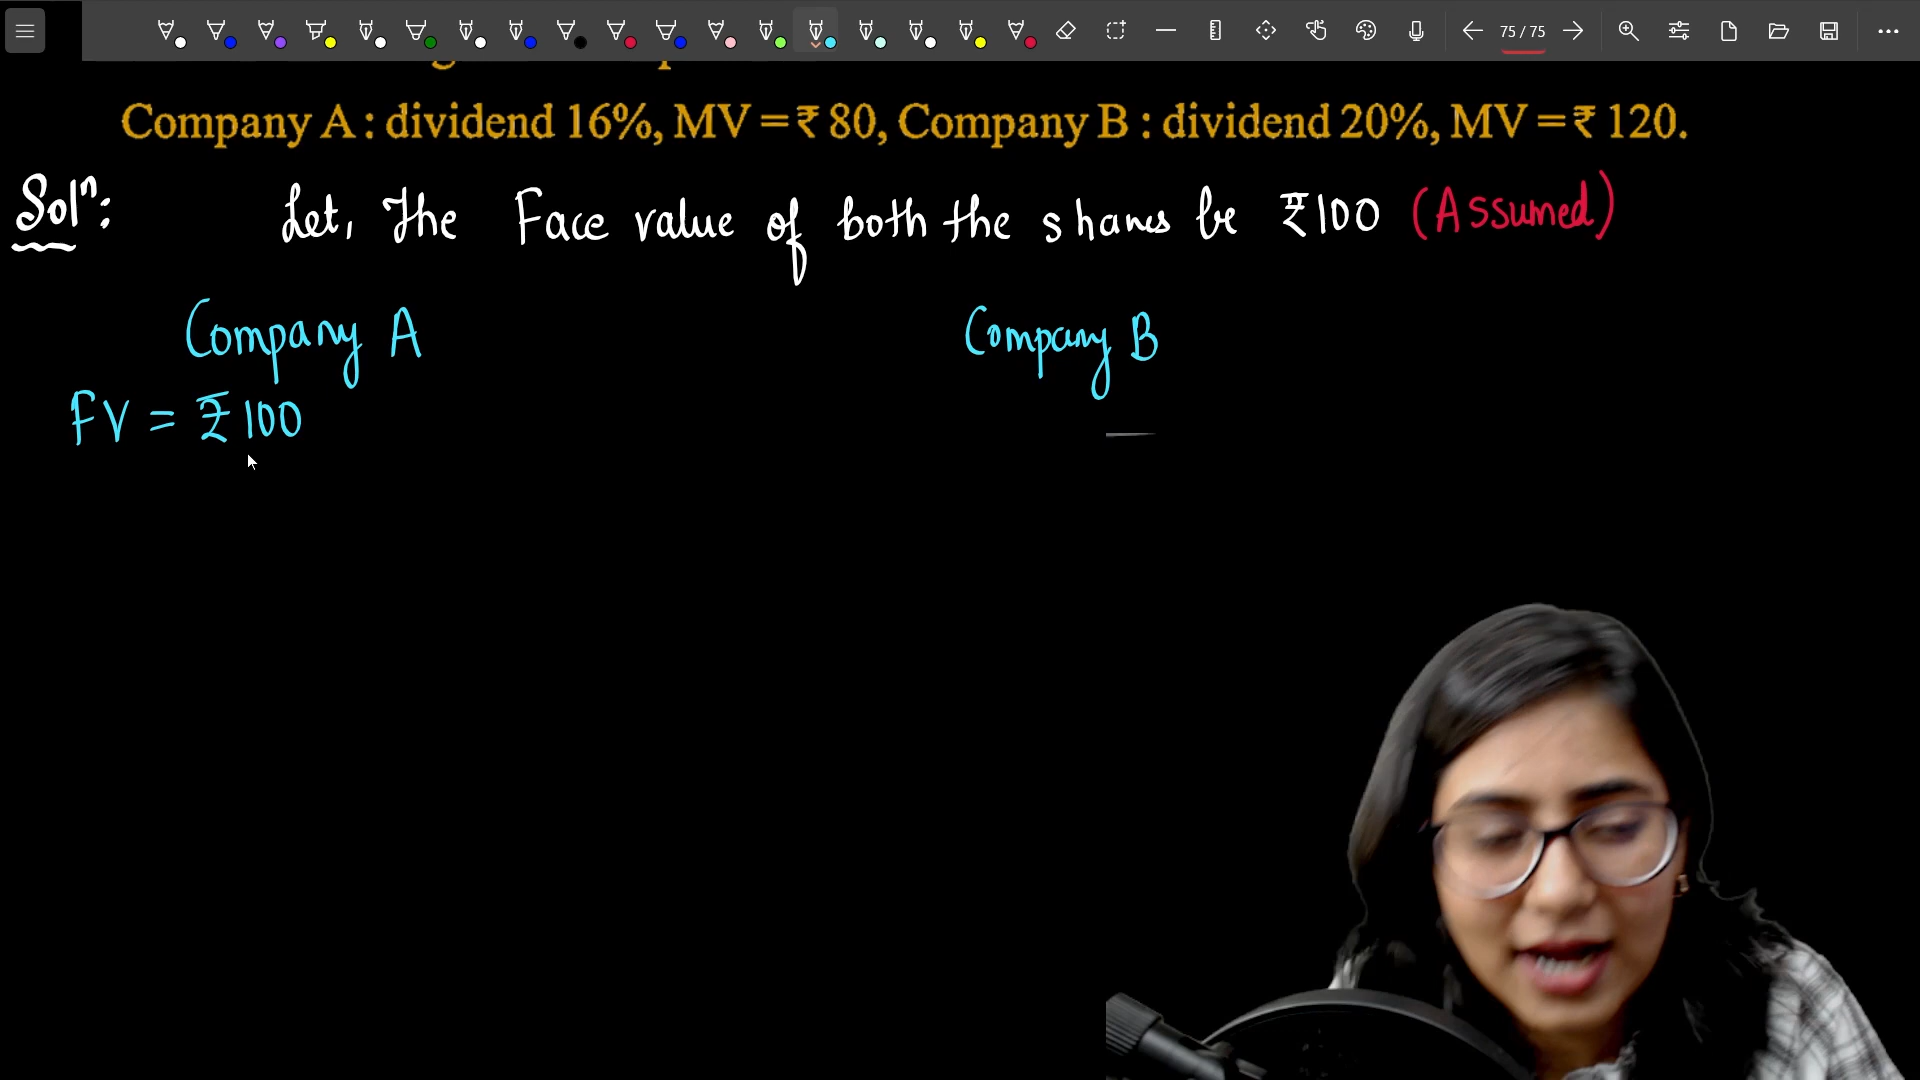 75 / 75
Company A : dividend 16%, MV = ₹ 80, Company B : dividend 20%, MV = ₹ 120.
Solⁿ: Let, the Face value of both the shares be ₹100 (Assumed)
Company A Company B
FV = ₹100